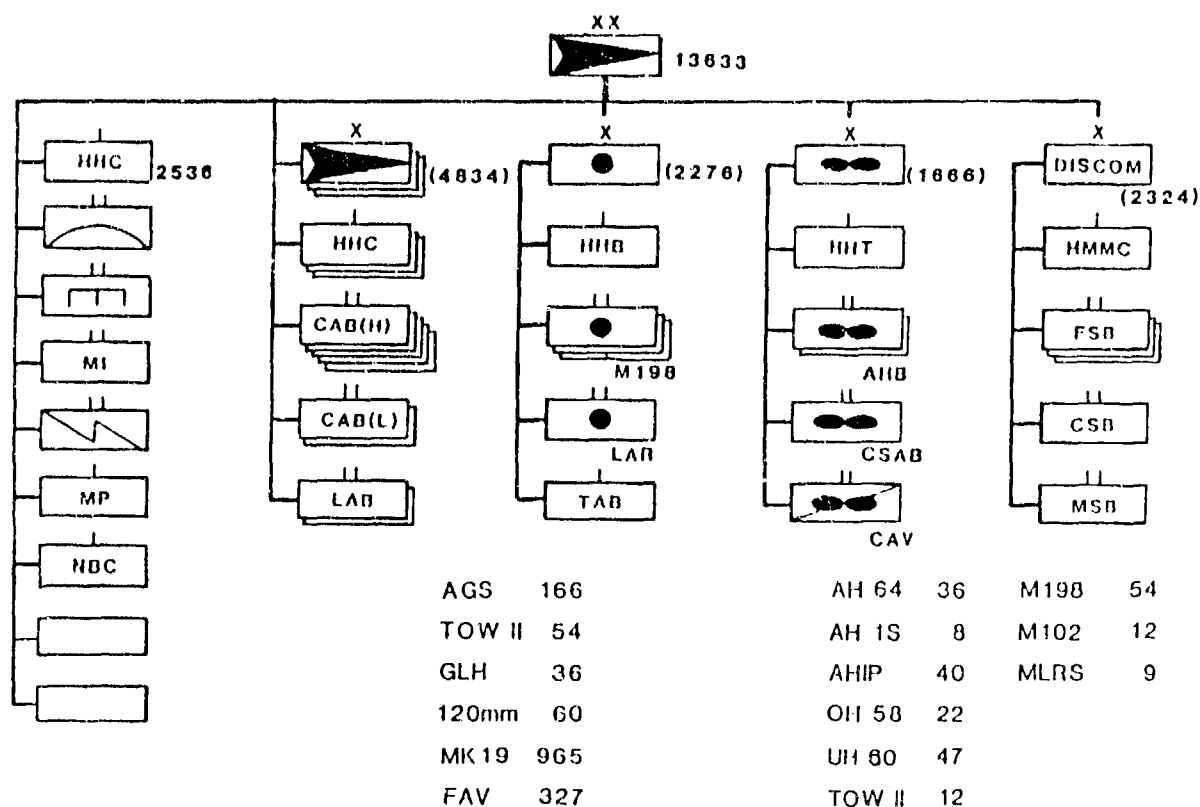 XX
13633
HHC 2536
MI
MP
NBC
X
(4834)
HHC
CAB(H)
CAB(L)
LAB
X
(2276)
HHB
M198
LAB
TAB
X
(1666)
HHT
AHB
CSAB
CAV
X
DISCOM
(2324)
HMMC
FSB
CSB
MSB
AGS 166
TOW II 54
GLH 36
120mm 60
MK 19 965
FAV 327
AH 64 36
AH 1S 8
AHIP 40
OH 58 22
UH 60 47
TOW II 12
M198 54
M102 12
MLRS 9